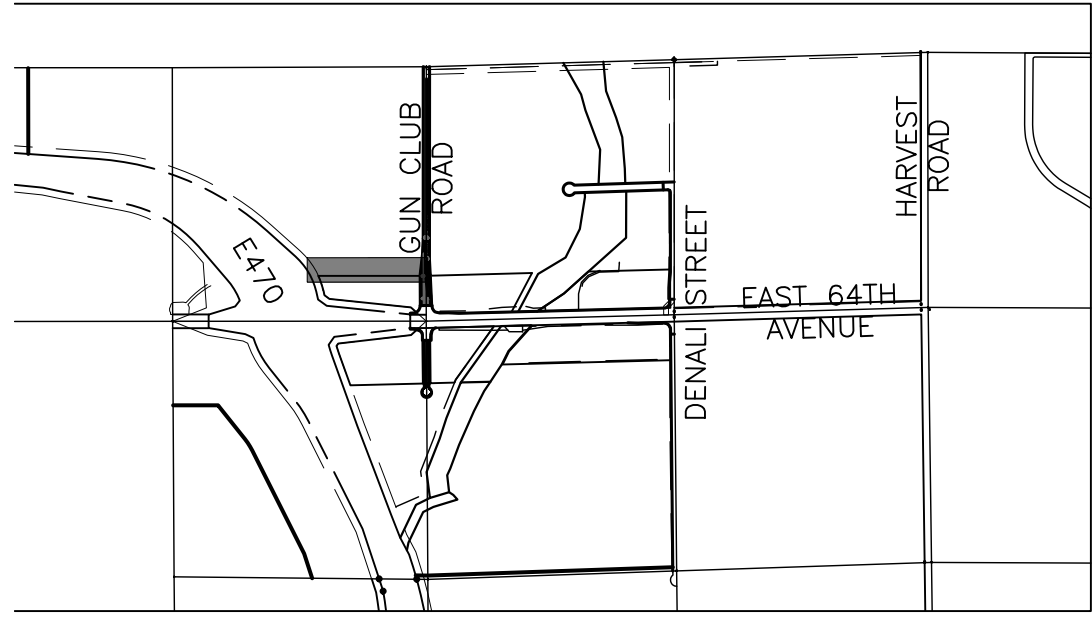 GUN CLUB
ROAD
HARVEST
ROAD
E470
DENALI STREET
EAST 64TH
AVENUE